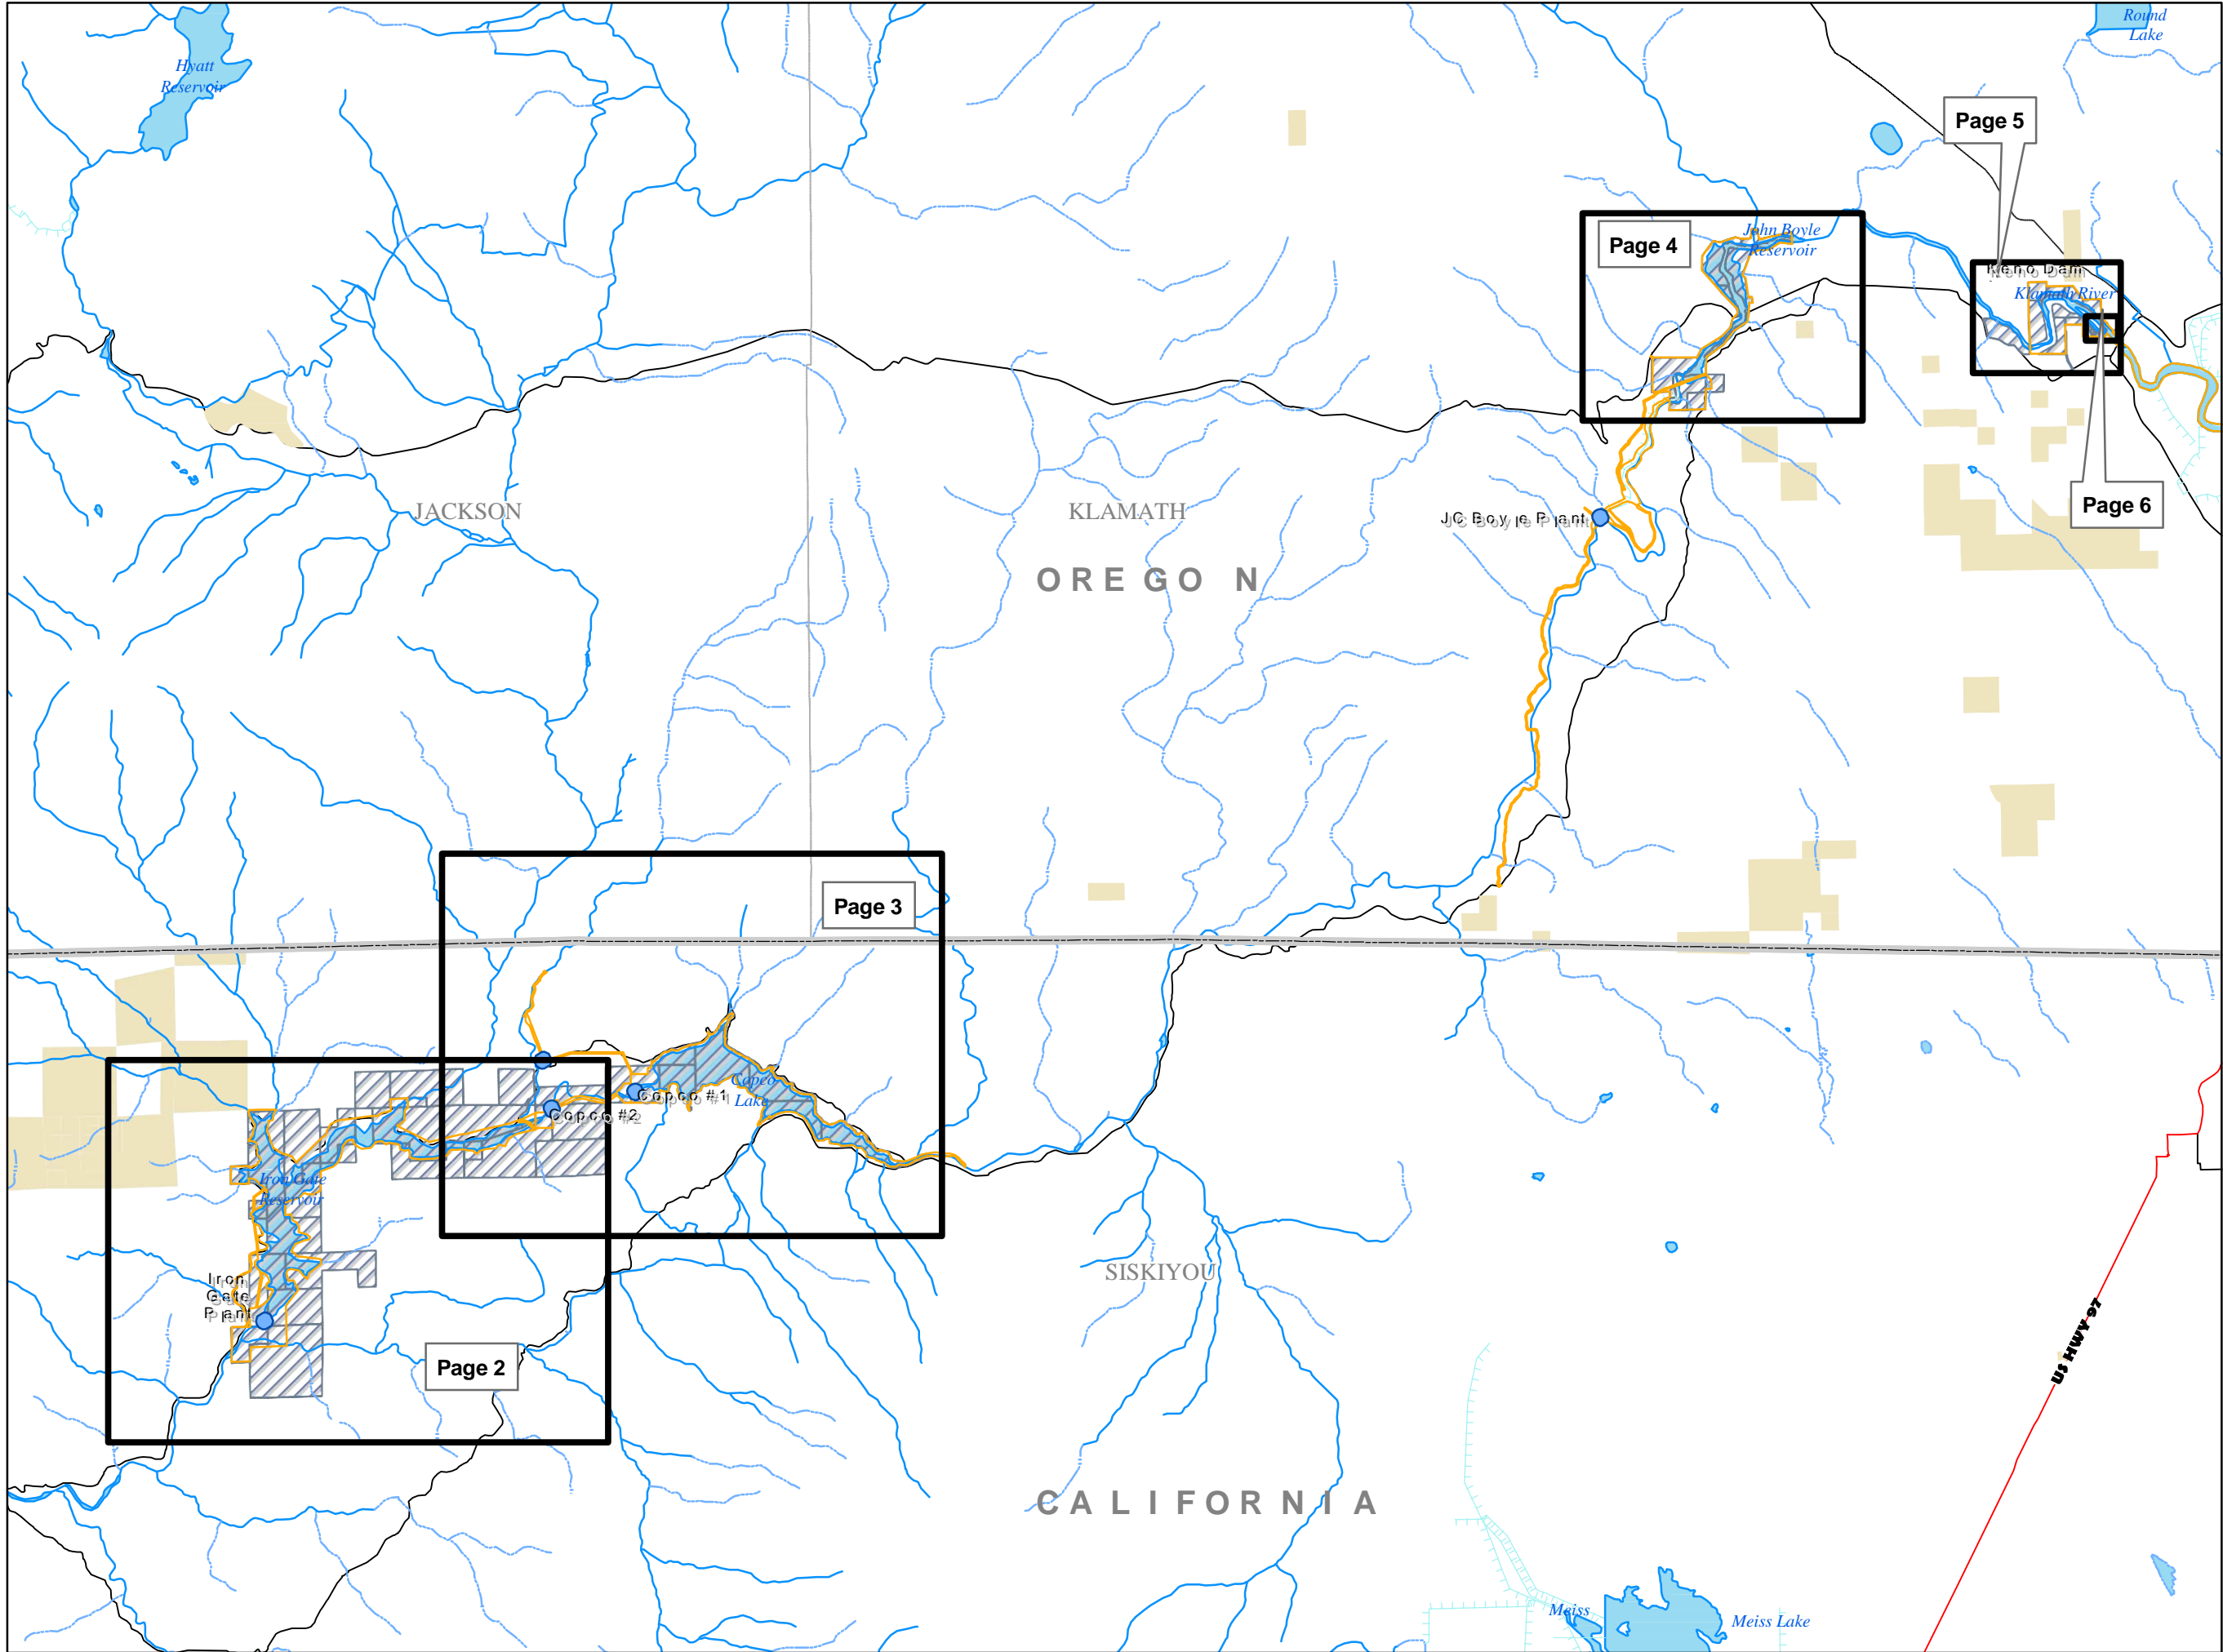 Round
Lake
Hyatt
Reservoir
Page 5
John Boyle
Reservoir
Page 4
Keno Dam
Klamath River
JACKSON
KLAMATH
Page 6
JC Boyle Plant
OREGON
Page 3
Copco
Lake
Copco #1
Copco #2
Iron Gate
Reservoir
SISKIYOU
Iron
Gate
Plant
US HWY 97
Page 2
CALIFORNIA
Meiss
Meiss Lake